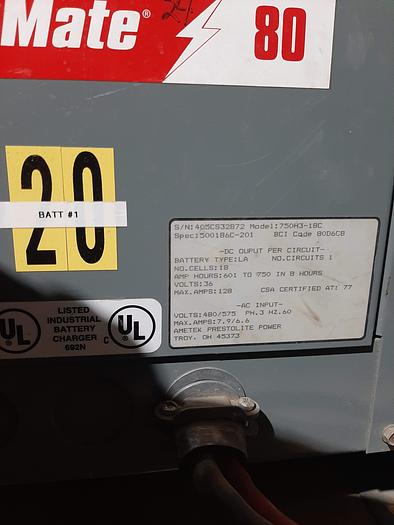 Mate®
80
20
BATT #1
S/N:405CS32872 Model:750H3-18C
Spec:500186C-201 BCI Code 80D6CB
-DC OUPUT PER CIRCUIT-
BATTERY TYPE:LA NO.CIRCUITS 1
NO.CELLS:18
AMP HOURS:601 TO 750 IN 8 HOURS
VOLTS:36
MAX.AMPS:128 CSA CERTIFIED AT: 77
-AC INPUT-
VOLTS:480/575 PH.3 HZ.60
MAX.AMPS:7.9/6.6
AMETEK PRESTOLITE POWER
TROY, OH 45373
UL
LISTED
INDUSTRIAL
BATTERY
CHARGER
692N
C UL